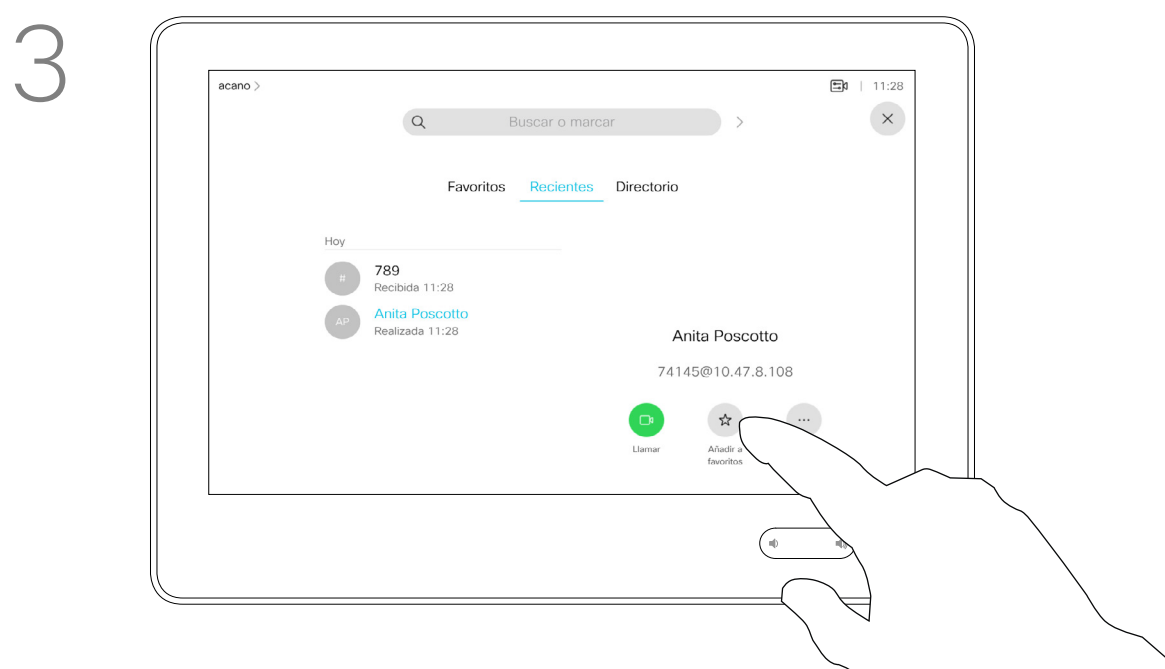 3
acano >
11:28
Buscar o marcar
Favoritos Recientes Directorio
Hoy
#
789
Recibida 11:28
AP
Anita Poscotto
Realizada 11:28
Anita Poscotto
74145@10.47.8.108
Llamar
Añadir a
favoritos